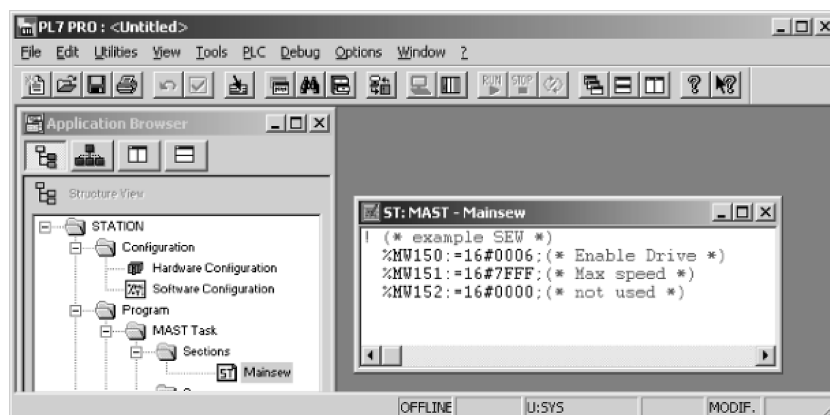 PL7 PRO : <Untitled>
File Edit Utilities View Tools PLC Debug Options Window ?
RUN STOP
Application Browser
Structure View
STATION
Configuration
Hardware Configuration
Software Configuration
Program
MAST Task
Sections
ST Mainsew
ST: MAST - Mainsew
! (* example SEW *)
%MW150:=16#0006;(* Enable Drive *)
%MW151:=16#7FFF;(* Max speed *)
%MW152:=16#0000;(* not used *)
OFFLINE U:SYS MODIF.